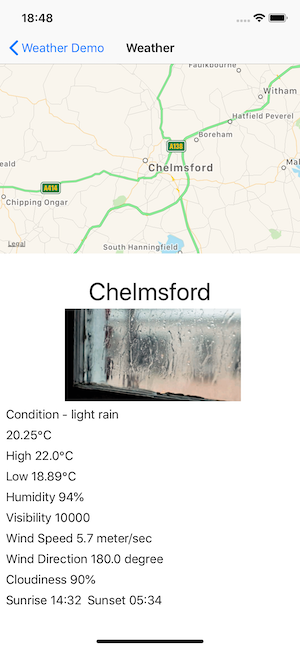 18:48
Weather Demo Weather
Faulkbourne
Witham
Hatfield Peverel
A138
Boreham
Chelmsford
eald
Mal
A414
Chipping Ongar
South Hanningfield
Legal
Chelmsford
Condition - light rain
20.25°C
High 22.0°C
Low 18.89°C
Humidity 94%
Visibility 10000
Wind Speed 5.7 meter/sec
Wind Direction 180.0 degree
Cloudiness 90%
Sunrise 14:32 Sunset 05:34